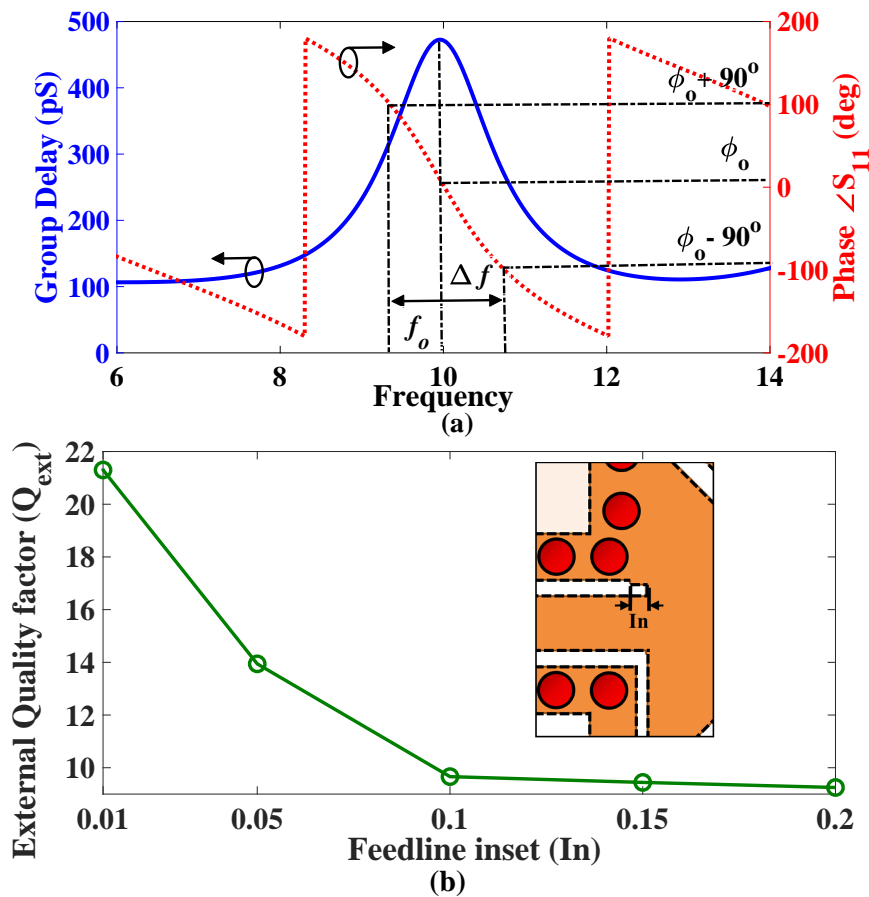 Group Delay (pS)
500
400
300
200
100
0
6
8
10
12
14
Frequency
200
100
0
-100
-200
Phase ∠S₁₁ (deg)
ϕₒ+ 90ᵒ
ϕₒ
ϕₒ- 90ᵒ
Δ f
fₒ
(a)
External Quality factor (Qₑₓₜ)
22
20
18
16
14
12
10
0.01
0.05
0.1
0.15
0.2
In
Feedline inset (In)
(b)